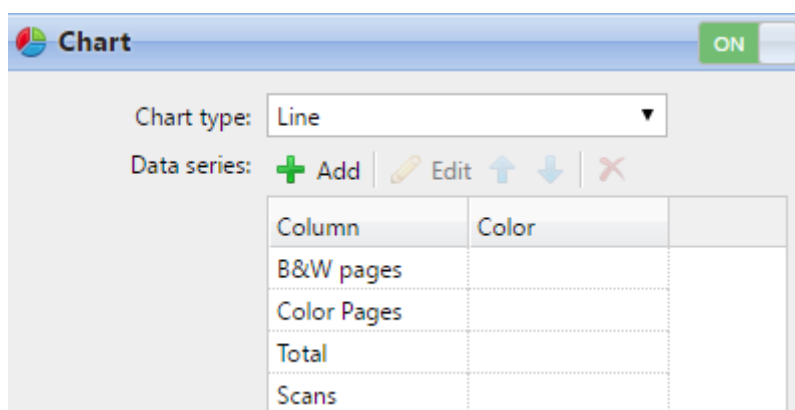 Chart ON
Chart type: Line
Data series: Add Edit
Column Color
B&W pages
Color Pages
Total
Scans